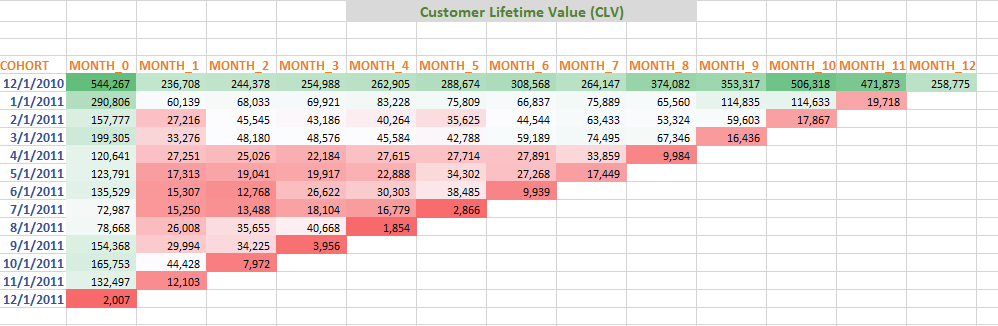 Customer Lifetime Value (CLV)
COHORT MONTH_0 MONTH_1 MONTH_2 MONTH_3 MONTH_4 MONTH_5 MONTH_6 MONTH_7 MONTH_8 MONTH_9 MONTH_10 MONTH_11 MONTH_12
12/1/2010 544,267 236,708 244,378 254,988 262,905 288,674 308,568 264,147 374,082 353,317 506,318 471,873 258,775
1/1/2011 290,806 60,139 68,033 69,921 83,228 75,809 66,837 75,889 65,560 114,835 114,633 19,718
2/1/2011 157,777 27,216 45,545 43,186 40,264 35,625 44,544 63,433 53,324 59,603 17,867
3/1/2011 199,305 33,276 48,180 48,576 45,584 42,788 59,189 74,495 67,346 16,436
4/1/2011 120,641 27,251 25,026 22,184 27,615 27,714 27,891 33,859 9,984
5/1/2011 123,791 17,313 19,041 19,917 22,888 34,302 27,268 17,449
6/1/2011 135,529 15,307 12,768 26,622 30,303 38,485 9,939
7/1/2011 72,987 15,250 13,488 18,104 16,779 2,866
8/1/2011 78,668 26,008 35,655 40,668 1,854
9/1/2011 154,368 29,994 34,225 3,956
10/1/2011 165,753 44,428 7,972
11/1/2011 132,497 12,103
12/1/2011 2,007